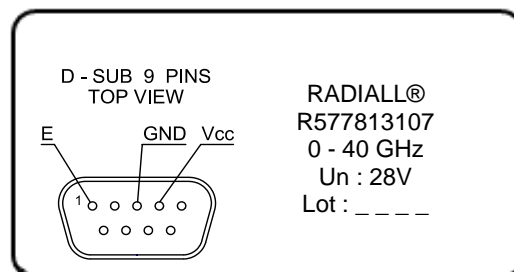 D - SUB 9 PINS
TOP VIEW
E GND Vcc
1
RADIALL®
R577813107
0 - 40 GHz
Un : 28V
Lot : _ _ _ _